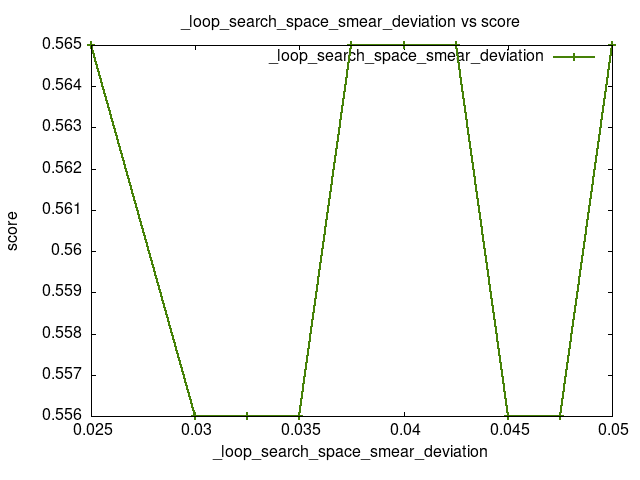 _loop_search_space_smear_deviation vs score
_loop_search_space_smear_deviation
0.565
0.564
0.563
0.562
0.561
0.56
0.559
0.558
0.557
0.556
score
0.025 0.03 0.035 0.04 0.045 0.05
_loop_search_space_smear_deviation